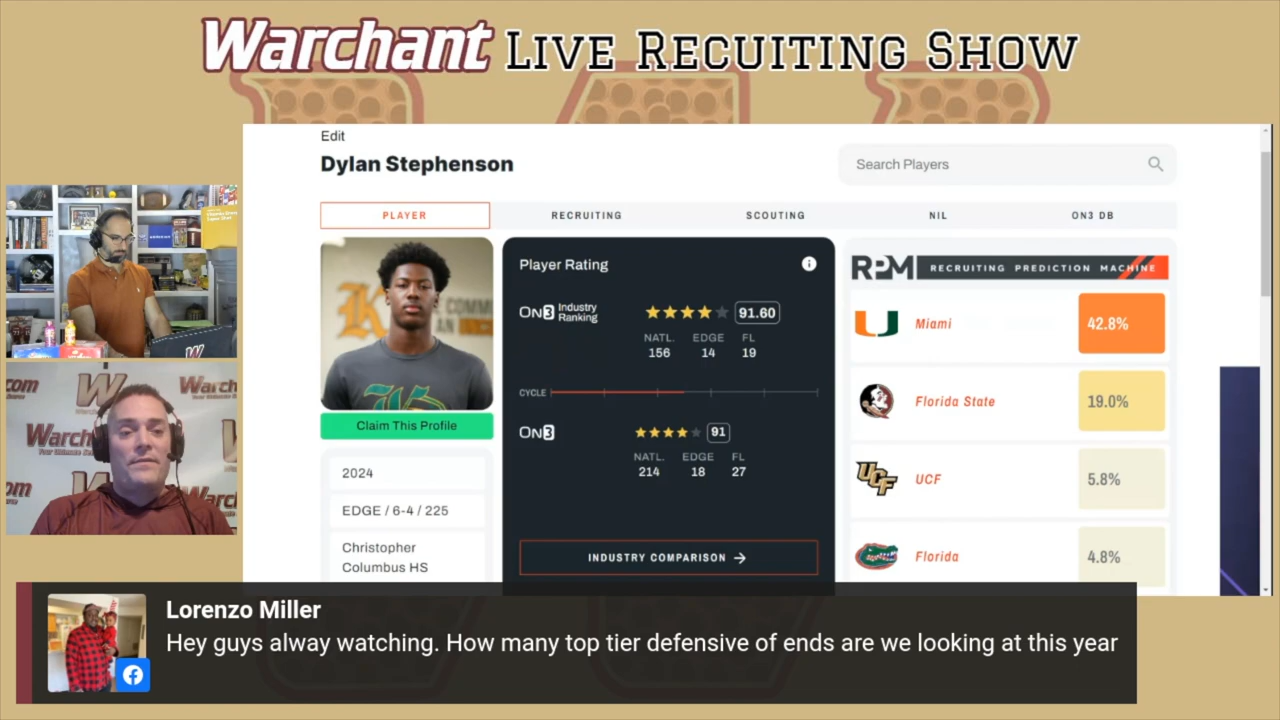 Warchant LIVE RECUITING SHOW
Edit
Dylan Stephenson
Search Players
PLAYER
RECRUITING
SCOUTING
NIL
ON3 DB
Player Rating
On3 Industry Ranking
91.60
NATL. EDGE FL
156 14 19
CYCLE
On3
91
NATL. EDGE FL
214 18 27
INDUSTRY COMPARISON →
Claim This Profile
2024
EDGE / 6-4 / 225
Christopher
Columbus HS
RPM RECRUITING PREDICTION MACHINE
Miami 42.8%
Florida State 19.0%
UCF 5.8%
Florida 4.8%
Warchant
Warchant
Lorenzo Miller
Hey guys alway watching. How many top tier defensive of ends are we looking at this year